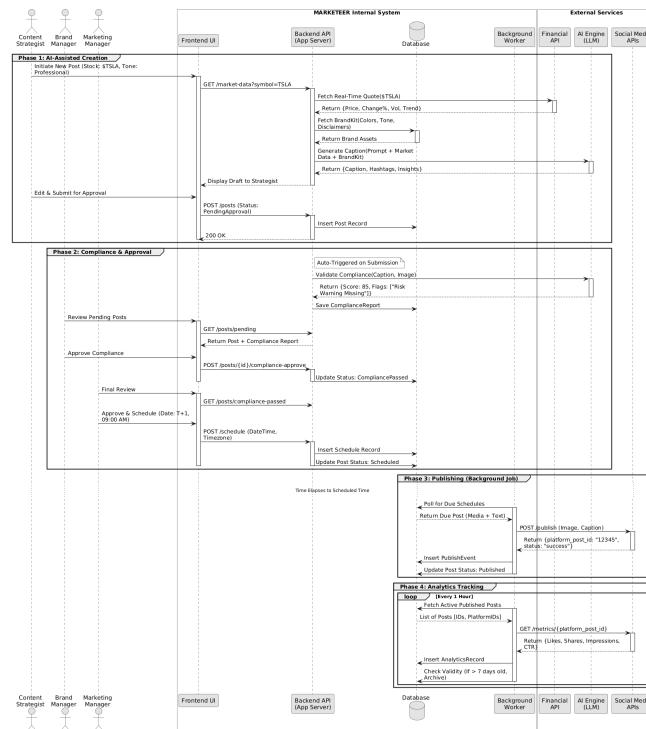 MARKETEER Internal System
External Services
Content
Strategist
Brand
Manager
Marketing
Manager
Frontend UI
Backend API
(App Server)
Database
Background
Worker
Financial
API
AI Engine
(LLM)
Social Med
APIs
Phase 1: AI-Assisted Creation
Initiate New Post (Stock: $TSLA, Tone:
Professional)
GET /market-data?symbol=TSLA
Fetch Real-Time Quote($TSLA)
Return {Price, Change%, Vol, Trend}
Fetch BrandKit(Colors, Tone,
Disclaimers)
Return Brand Assets
Generate Caption(Prompt + Market
Data + BrandKit)
Return {Caption, Hashtags, Insights}
Display Draft to Strategist
Edit & Submit for Approval
POST /posts (Status:
PendingApproval)
Insert Post Record
200 OK
Phase 2: Compliance & Approval
Auto-Triggered on Submission
Validate Compliance(Caption, Image)
Return {Score: 85, Flags: ["Risk
Warning Missing"]}
Save ComplianceReport
Review Pending Posts
GET /posts/pending
Return Post + Compliance Report
Approve Compliance
POST /posts/{id}/compliance-approve
Update Status: CompliancePassed
Final Review
GET /posts/compliance-passed
Approve & Schedule (Date: T+1,
09:00 AM)
POST /schedule (DateTime,
Timezone)
Insert Schedule Record
Update Post Status: Scheduled
Phase 3: Publishing (Background Job)
Time Elapses to Scheduled Time
Poll for Due Schedules
Return Due Post (Media + Text)
POST /publish (Image, Caption)
Return {platform_post_id: "12345",
status: "success"}
Insert PublishEvent
Update Post Status: Published
Phase 4: Analytics Tracking
loop [Every 1 Hour]
Fetch Active Published Posts
List of Posts [IDs, PlatformIDs]
GET /metrics/{platform_post_id}
Return {Likes, Shares, Impressions,
CTR}
Insert AnalyticsRecord
Check Validity (If > 7 days old,
Archive)
Content
Strategist
Brand
Manager
Marketing
Manager
Frontend UI
Backend API
(App Server)
Database
Background
Worker
Financial
API
AI Engine
(LLM)
Social Med
APIs